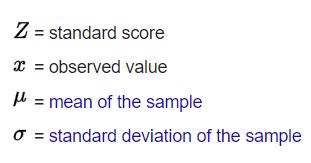 Z = standard score
x = observed value
μ = mean of the sample
σ = standard deviation of the sample